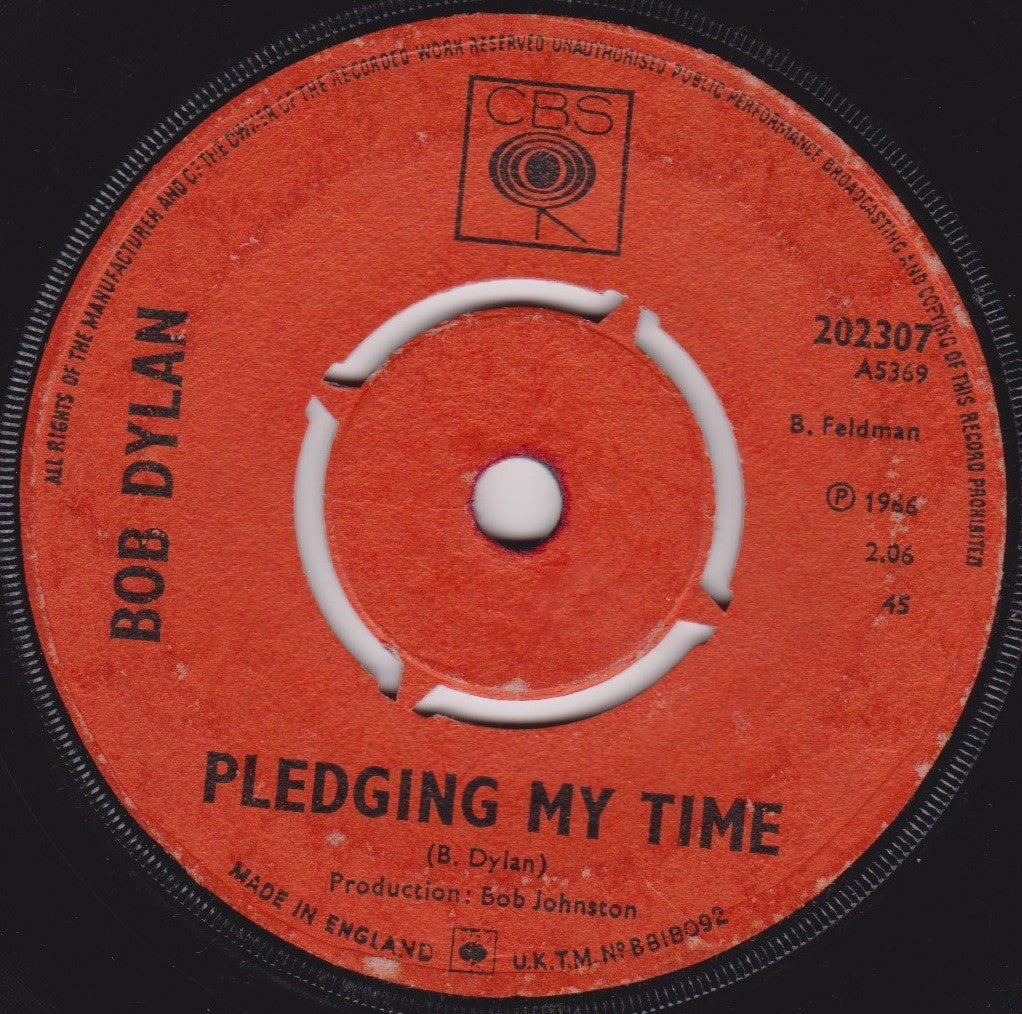 ALL RIGHTS OF THE MANUFACTURER AND OF THE OWNER OF THE RECORDED WORK RESERVED UNAUTHORISED PUBLIC PERFORMANCE BROADCASTING AND COPYING OF THIS RECORD PROHIBITED
CBS
BOB DYLAN
202307
A5369
B. Feldman
℗ 1966
2.06
45
PLEDGING MY TIME
(B. Dylan)
Production: Bob Johnston
MADE IN ENGLAND U.K.T.M. Nº BB18092